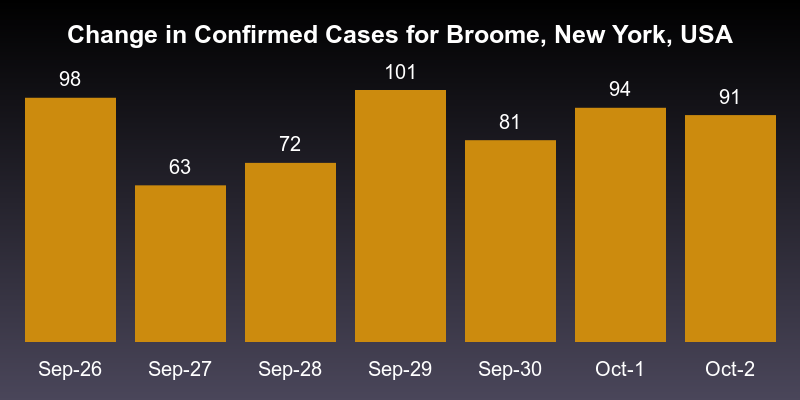 Change in Confirmed Cases for Broome, New York, USA
98
63
72
101
81
94
91
Sep-26
Sep-27
Sep-28
Sep-29
Sep-30
Oct-1
Oct-2